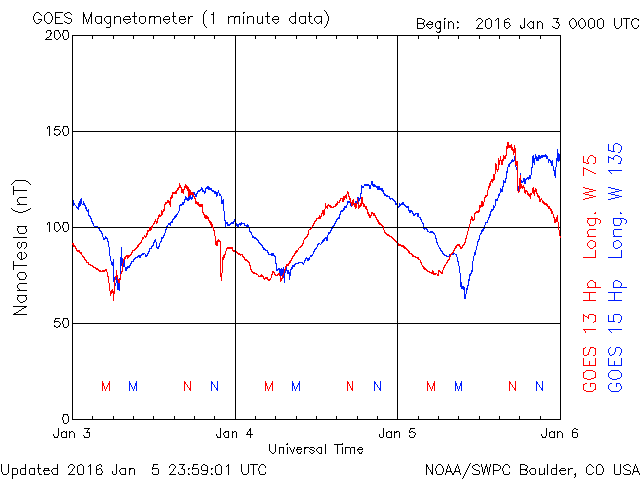 GOES Magnetometer (1 minute data)
Begin: 2016 Jan 3 0000 UTC
200
150
100
50
0
NanoTesla (nT)
M M N N M M N N M M N N
Jan 3 Jan 4 Jan 5 Jan 6
Universal Time
GOES 13 Hp Long. W 75
GOES 15 Hp Long. W 135
Updated 2016 Jan 5 23:59:01 UTC
NOAA/SWPC Boulder, CO USA